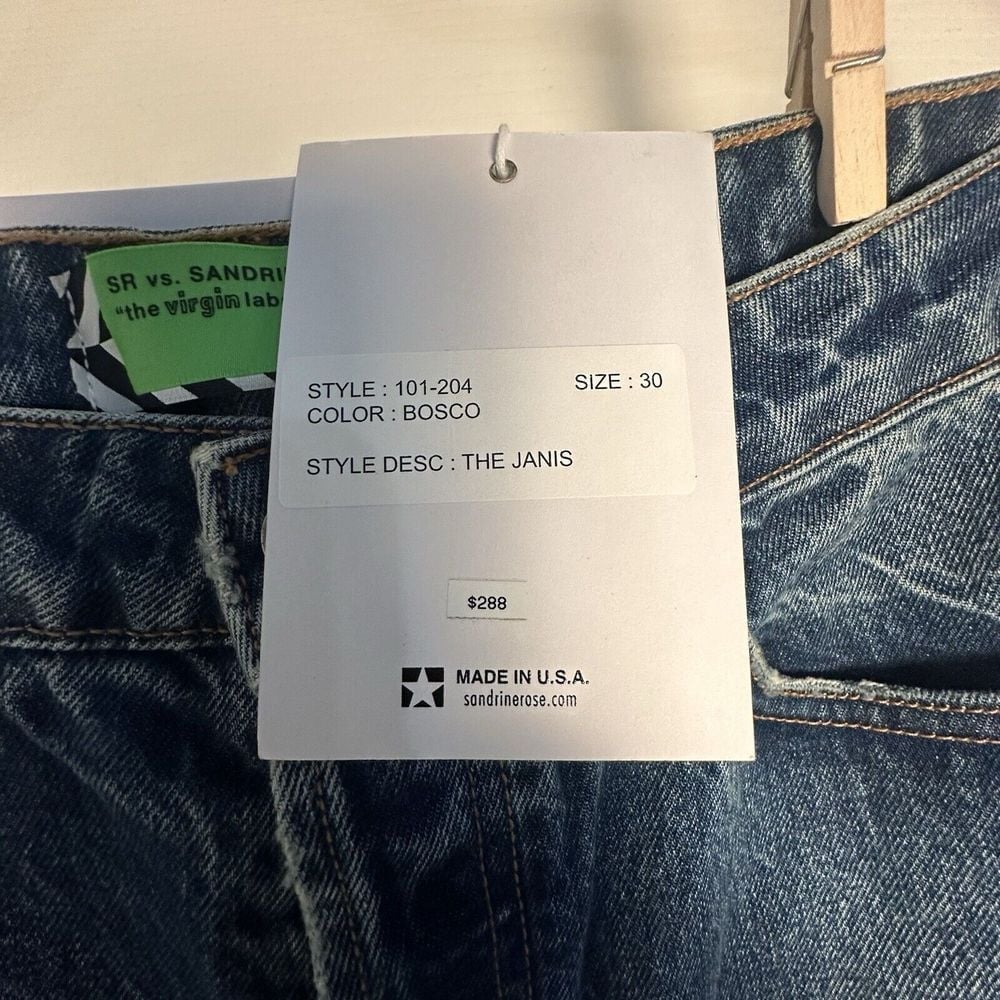 SR vs. SANDRI
"the virgin lab
STYLE : 101-204 SIZE : 30
COLOR : BOSCO
STYLE DESC : THE JANIS
$288
MADE IN U.S.A.
sandrinerose.com